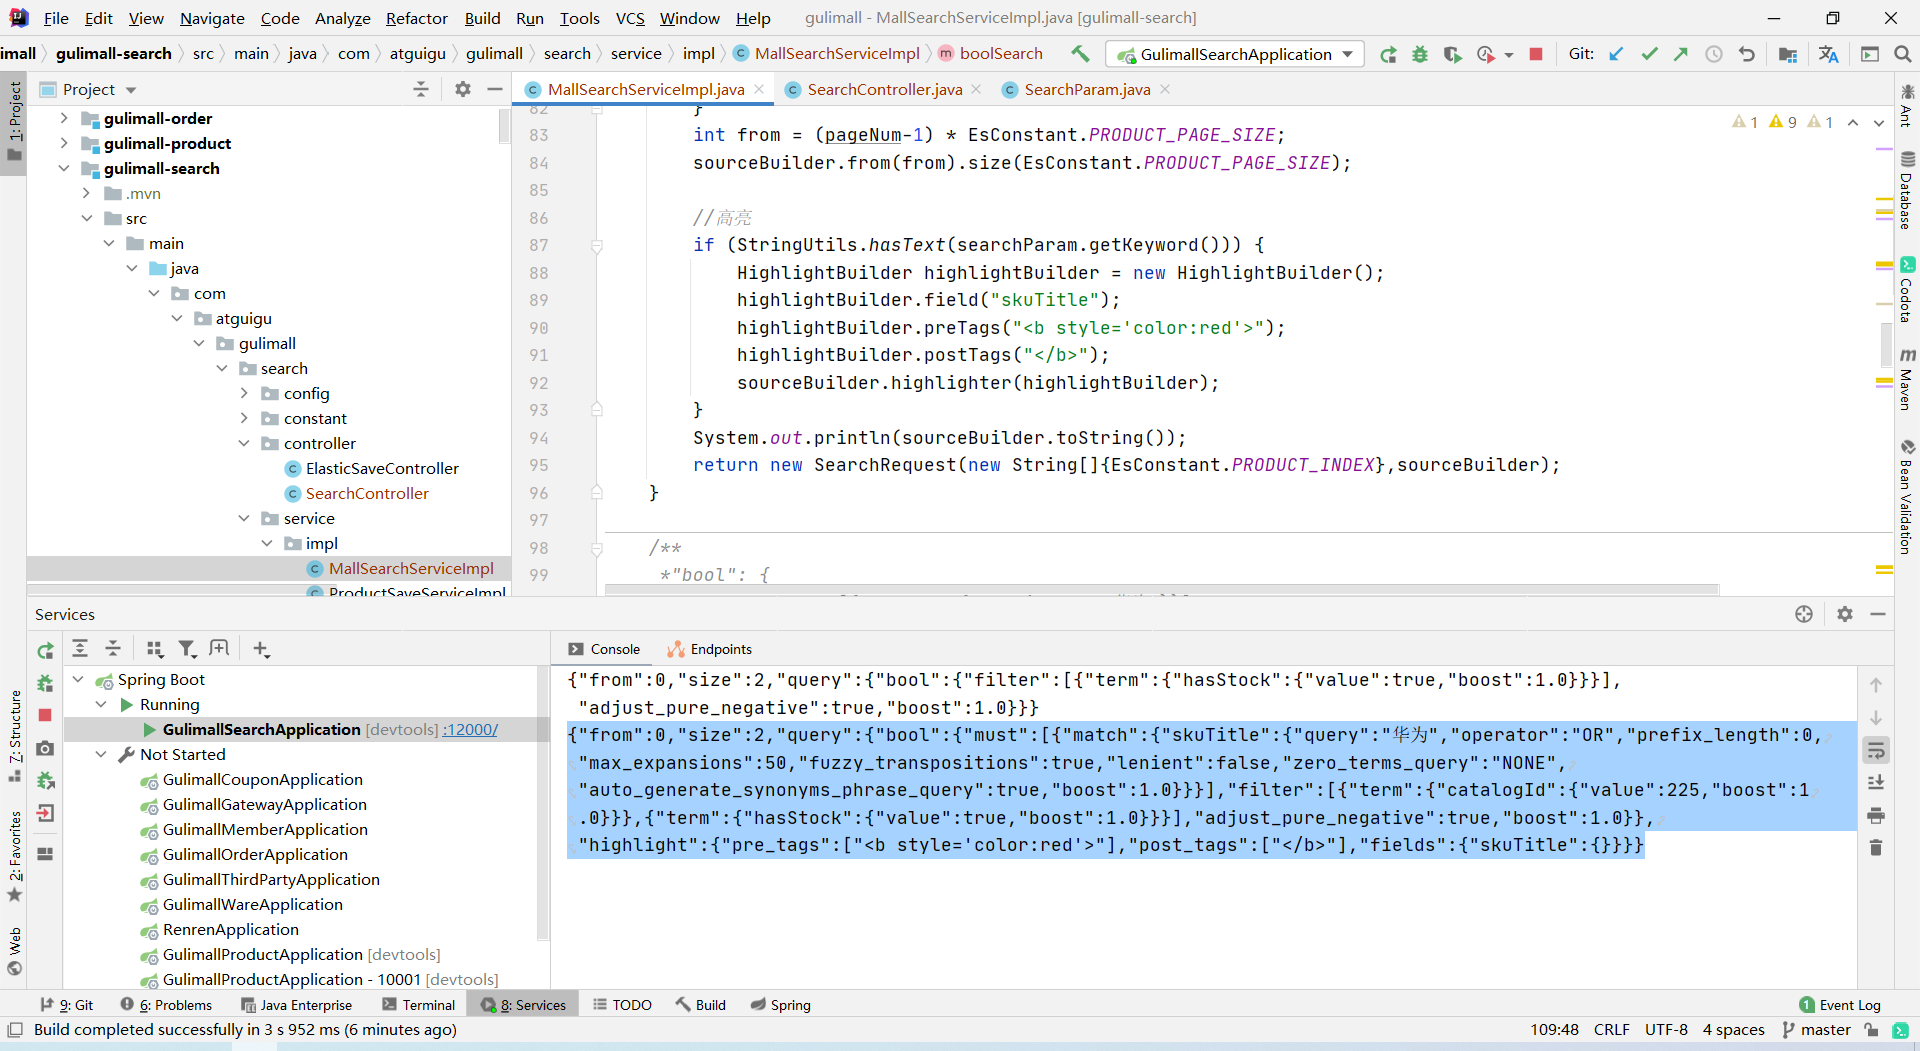 File Edit View Navigate Code Analyze Refactor Build Run Tools VCS Window Help gulimall - MallSearchServiceImpl.java [gulimall-search]
imall gulimall-search src main java com atguigu gulimall search service impl MallSearchServiceImpl boolSearch GulimallSearchApplication Git:
Project MallSearchServiceImpl.java SearchController.java SearchParam.java
1: Project
gulimall-order
gulimall-product
gulimall-search
.mvn
src
main
java
com
atguigu
gulimall
search
config
constant
controller
ElasticSaveController
SearchController
service
impl
MallSearchServiceImpl
ProductSaveServiceImpl
1 9 1
82 }
83 int from = (pageNum-1) * EsConstant.PRODUCT_PAGE_SIZE;
84 sourceBuilder.from(from).size(EsConstant.PRODUCT_PAGE_SIZE);
85
86 //高亮
87 if (StringUtils.hasText(searchParam.getKeyword())) {
88 HighlightBuilder highlightBuilder = new HighlightBuilder();
89 highlightBuilder.field("skuTitle");
90 highlightBuilder.preTags("<b style='color:red'>");
91 highlightBuilder.postTags("</b>");
92 sourceBuilder.highlighter(highlightBuilder);
93 }
94 System.out.println(sourceBuilder.toString());
95 return new SearchRequest(new String[]{EsConstant.PRODUCT_INDEX},sourceBuilder);
96 }
97
98 /**
99 *"bool": {
Ant
Database
Codota
Maven
Bean Validation
Services
7: Structure
2: Favorites
Web
Spring Boot
Running
GulimallSearchApplication [devtools] :12000/
Not Started
GulimallCouponApplication
GulimallGatewayApplication
GulimallMemberApplication
GulimallOrderApplication
GulimallThirdPartyApplication
GulimallWareApplication
RenrenApplication
GulimallProductApplication [devtools]
GulimallProductApplication - 10001 [devtools]
Console Endpoints
{"from":0,"size":2,"query":{"bool":{"filter":[{"term":{"hasStock":{"value":true,"boost":1.0}}}],
"adjust_pure_negative":true,"boost":1.0}}}
{"from":0,"size":2,"query":{"bool":{"must":[{"match":{"skuTitle":{"query":"华为","operator":"OR","prefix_length":0,
"max_expansions":50,"fuzzy_transpositions":true,"lenient":false,"zero_terms_query":"NONE",
"auto_generate_synonyms_phrase_query":true,"boost":1.0}}}],"filter":[{"term":{"catalogId":{"value":225,"boost":1
.0}}},{"term":{"hasStock":{"value":true,"boost":1.0}}}],"adjust_pure_negative":true,"boost":1.0}},
"highlight":{"pre_tags":["<b style='color:red'>"],"post_tags":["</b>"],"fields":{"skuTitle":{}}}}
9: Git 6: Problems Java Enterprise Terminal 8: Services TODO Build Spring 1 Event Log
Build completed successfully in 3 s 952 ms (6 minutes ago) 109:48 CRLF UTF-8 4 spaces master